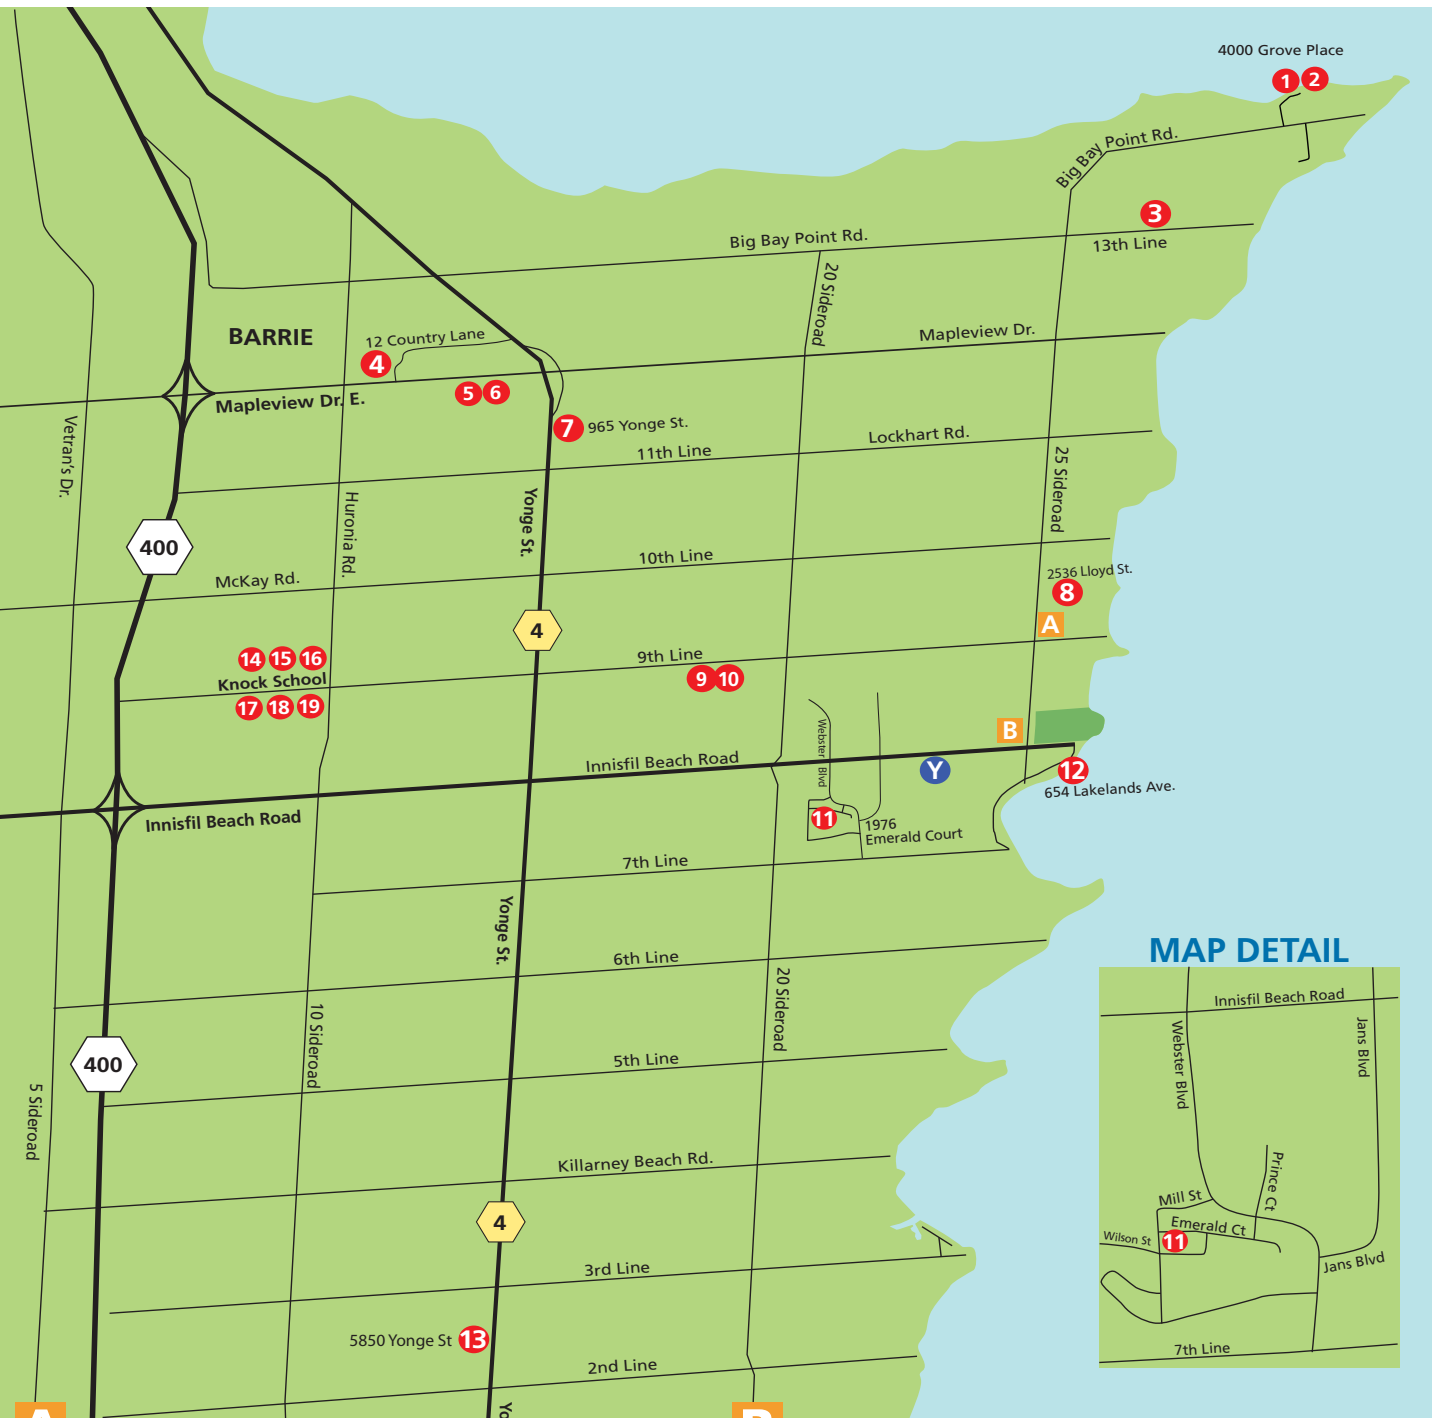 4000 Grove Place
1 2
Big Bay Point Rd.
3
Big Bay Point Rd.
13th Line
20 Sideroad
BARRIE
12 Country Lane
4
Mapleview Dr.
5 6
Mapleview Dr. E.
7 965 Yonge St.
Vetran's Dr.
Lockhart Rd.
11th Line
25 Sideroad
Yonge St.
Huronia Rd.
400
10th Line
McKay Rd.
2536 Lloyd St.
8
A
4
9th Line
14 15 16
Knock School
17 18 19
9 10
B
Webster Blvd
Innisfil Beach Road
Y
12
654 Lakelands Ave.
Innisfil Beach Road
11
1976
Emerald Court
7th Line
Yonge St.
6th Line
20 Sideroad
10 Sideroad
400
5th Line
5 Sideroad
Killarney Beach Rd.
4
3rd Line
5850 Yonge St 13
2nd Line
Yo
A
B
MAP DETAIL
Innisfil Beach Road
Webster Blvd
Jans Blvd
Prince Ct
Mill St
Emerald Ct
Wilson St
11
Jans Blvd
7th Line